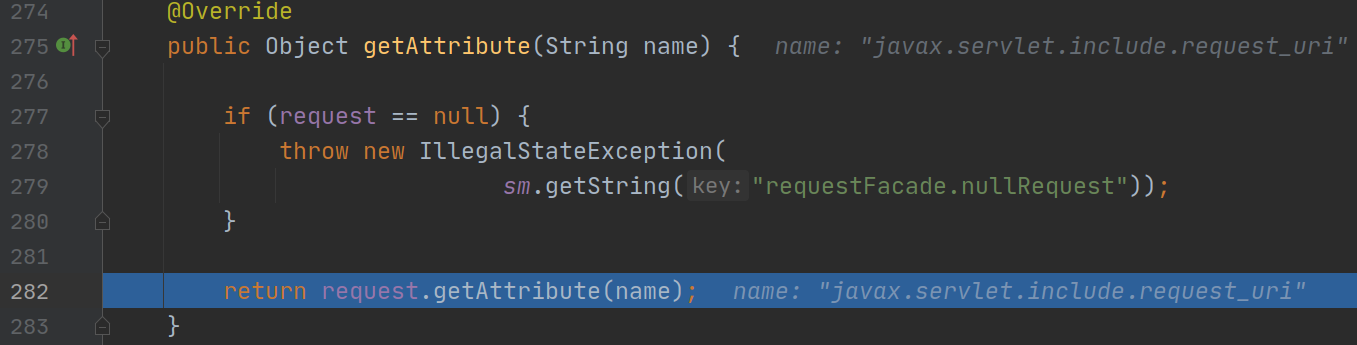 274 @Override
275 public Object getAttribute(String name) { name: "javax.servlet.include.request_uri"
276
277 if (request == null) {
278 throw new IllegalStateException(
279 sm.getString( key: "requestFacade.nullRequest"));
280 }
281
282 return request.getAttribute(name); name: "javax.servlet.include.request_uri"
283 }